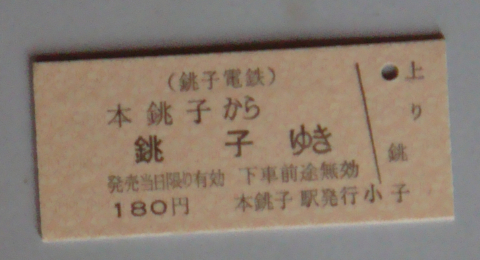 （銚子電鉄）
本銚子から
銚子ゆき
発売当日限り有効 下車前途無効
180円 本銚子駅発行
上り銚子
小